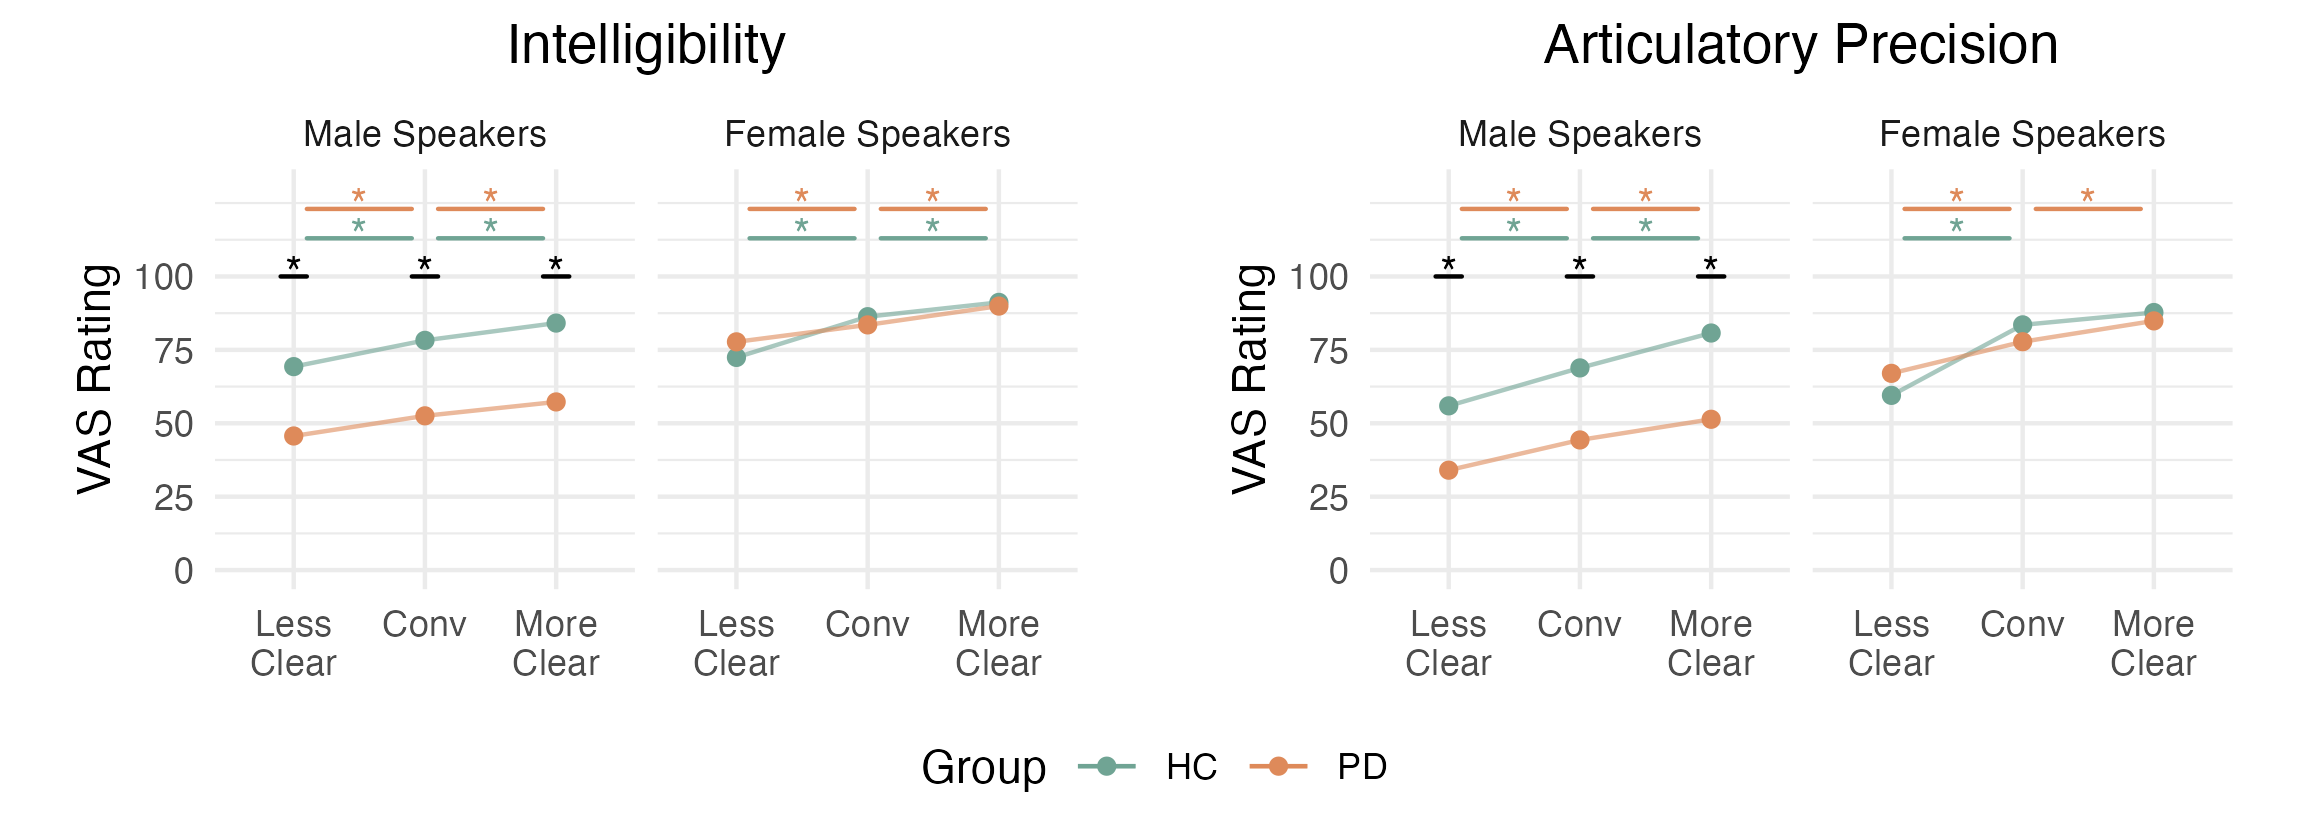 Intelligibility
Articulatory Precision
Male Speakers
Female Speakers
Male Speakers
Female Speakers
* * * *
* * * *
* * *
* * * *
* * *
* * *
VAS Rating
100
75
50
25
0
VAS Rating
100
75
50
25
0
Less Clear
Conv
More Clear
Less Clear
Conv
More Clear
Less Clear
Conv
More Clear
Less Clear
Conv
More Clear
Group HC PD